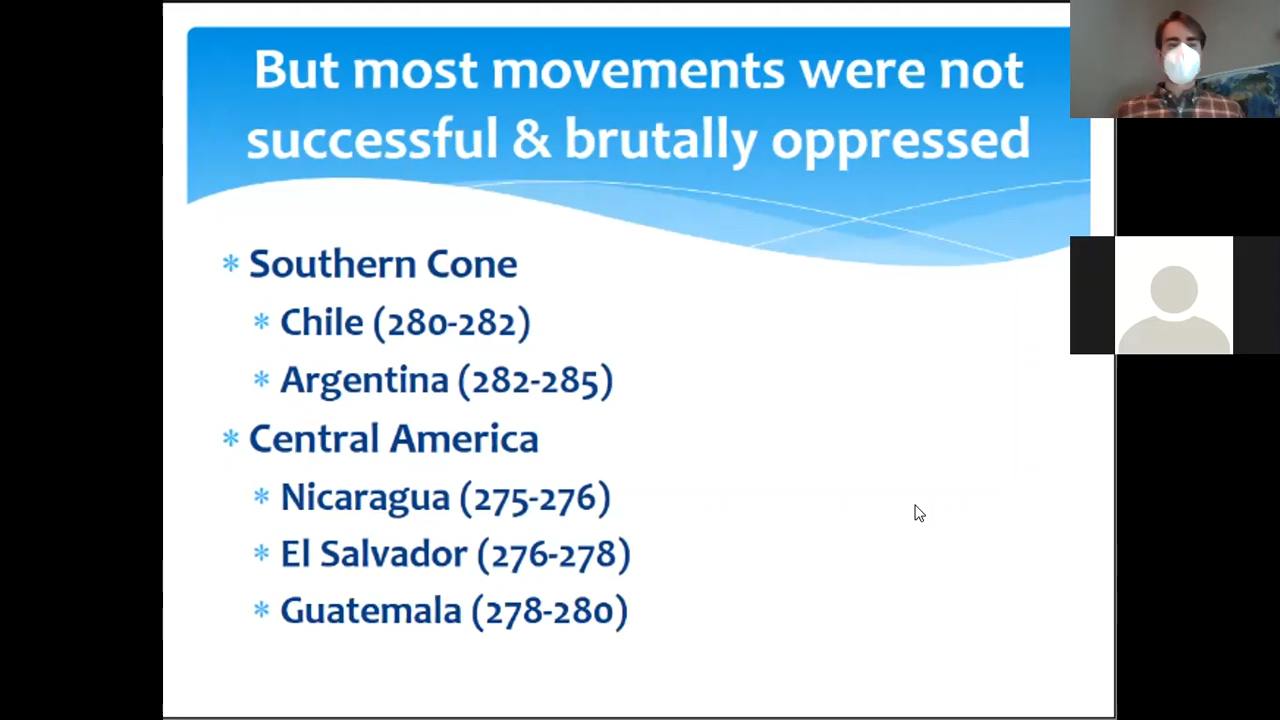 But most movements were not
successful & brutally oppressed
* Southern Cone
* Chile (280-282)
* Argentina (282-285)
* Central America
* Nicaragua (275-276)
* El Salvador (276-278)
* Guatemala (278-280)